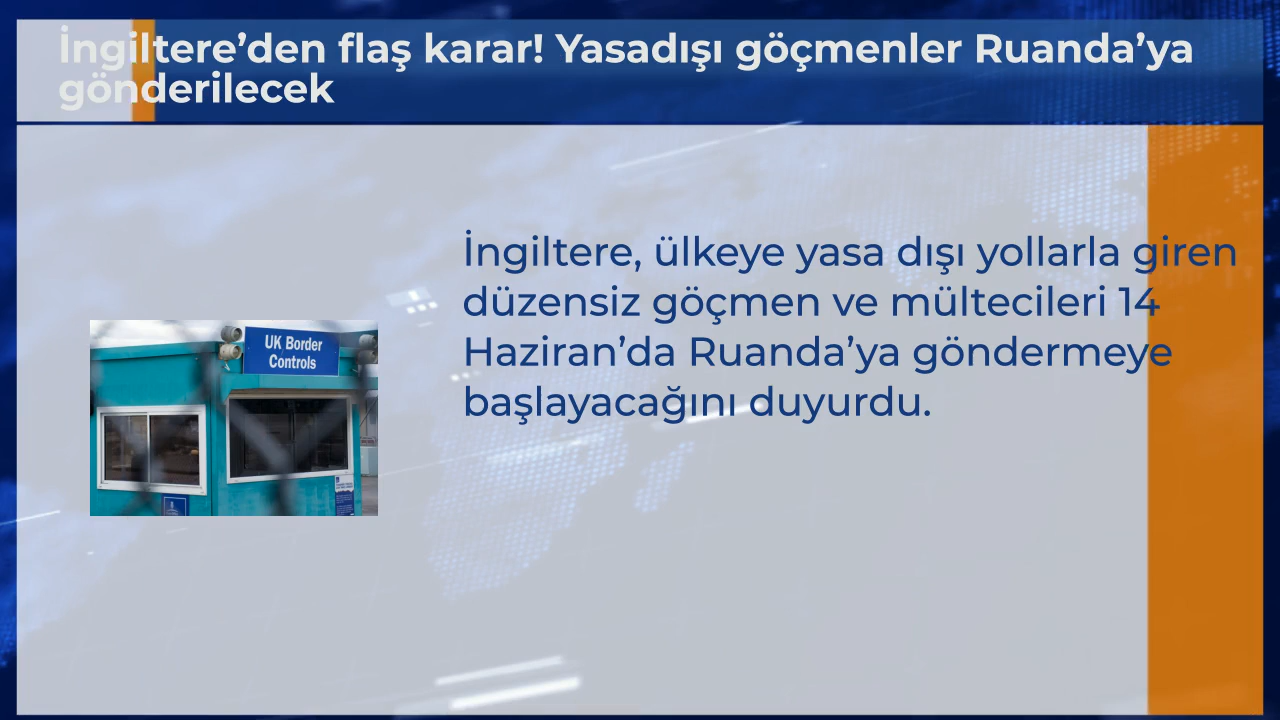 İngiltere’den flaş karar! Yasadışı göçmenler Ruanda’ya
gönderilecek
İngiltere, ülkeye yasa dışı yollarla giren
düzensiz göçmen ve mültecileri 14
Haziran’da Ruanda’ya göndermeye
başlayacağını duyurdu.
UK Border
Controls